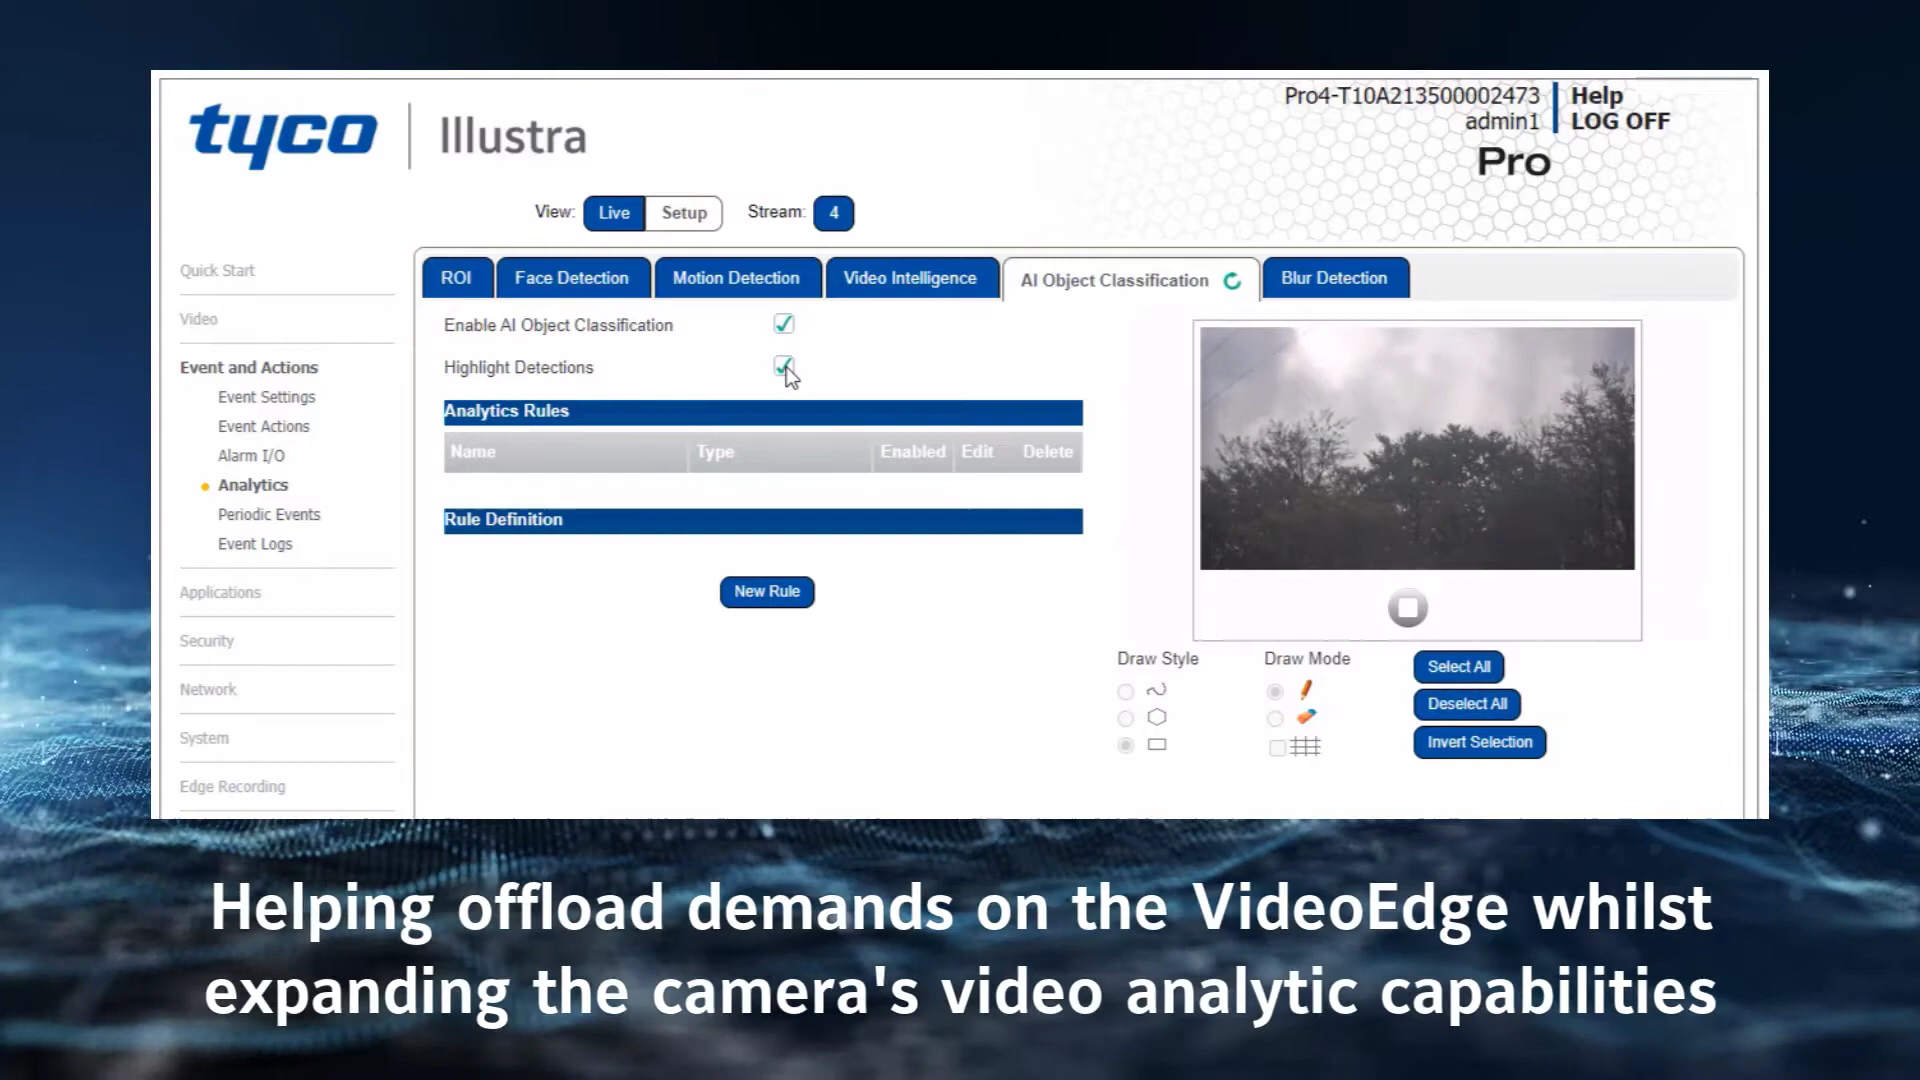 tyco | Illustra
Pro4-T10A213500002473
admin1
Help
LOG OFF
Pro
View: Live Setup Stream: 4
Quick Start
Video
Event and Actions
Event Settings
Event Actions
Alarm I/O
Analytics
Periodic Events
Event Logs
Applications
Security
Network
System
Edge Recording
ROI Face Detection Motion Detection Video Intelligence AI Object Classification Blur Detection
Enable AI Object Classification
Highlight Detections
Analytics Rules
Name Type Enabled Edit Delete
Rule Definition
New Rule
Draw Style Draw Mode
Select All
Deselect All
Invert Selection
Helping offload demands on the VideoEdge whilst
expanding the camera's video analytic capabilities